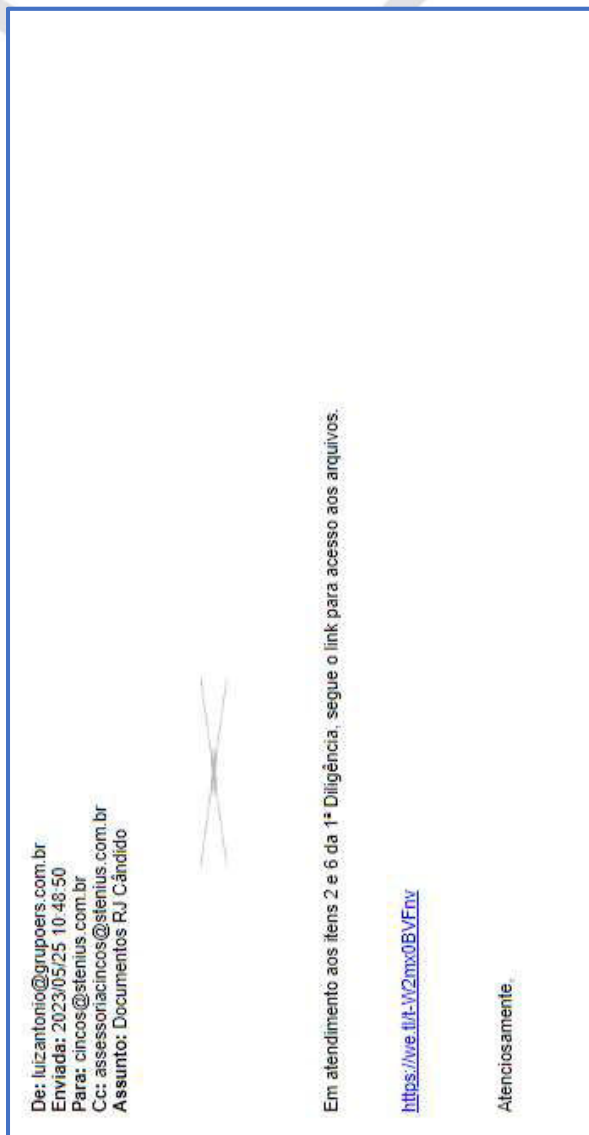 De: luizantonio@grupoers.com.br
Enviada: 2023/05/25 10:48:50
Para: cincos@stenius.com.br
Cc: assessoriacincos@stenius.com.br
Assunto: Documentos RJ Cândido
Em atendimento aos itens 2 e 6 da 1ª Diligência, segue o link para acesso aos arquivos.
https://we.tl/t-W2mx0BVFnv
Atenciosamente,